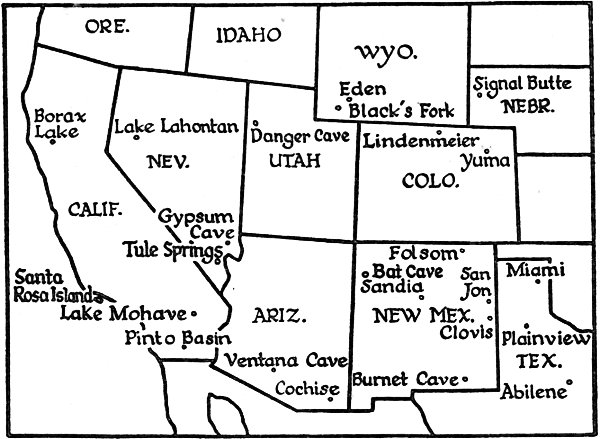 ORE.
IDAHO
WYO.
Eden
Black's Fork
Signal Butte
NEBR.
Borax
Lake
Lake Lahontan
NEV.
Danger Cave
UTAH
Lindenmeier
Yuma
COLO.
CALIF.
Gypsum
Cave
Tule Springs
Santa
Rosa Island
Lake Mohave
Pinto Basin
ARIZ.
Ventana Cave
Cochise
Folsom
Bat Cave
Sandia
San
Jon
NEW MEX.
Clovis
Burnet Cave
Miami
Plainview
TEX.
Abilene